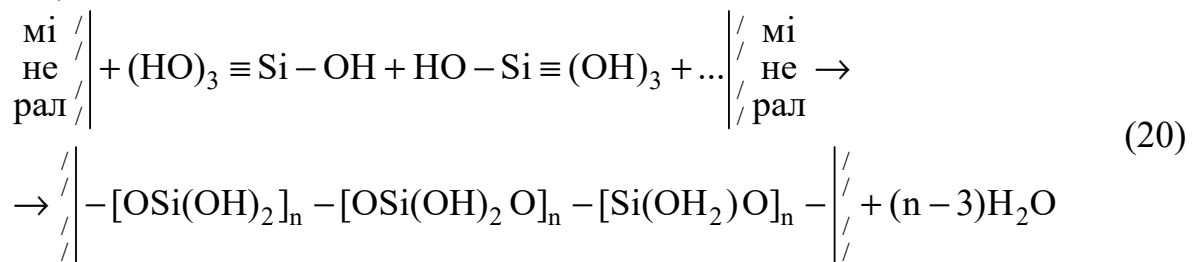 мі
не
рал
+ (HO)₃ ≡ Si – OH + HO – Si ≡ (OH)₃ + ...
мі
не
рал
→
→ –[OSi(OH)₂]ₙ –[OSi(OH)₂ O]ₙ –[Si(OH₂)O]ₙ – + (n – 3)H₂O
(20)